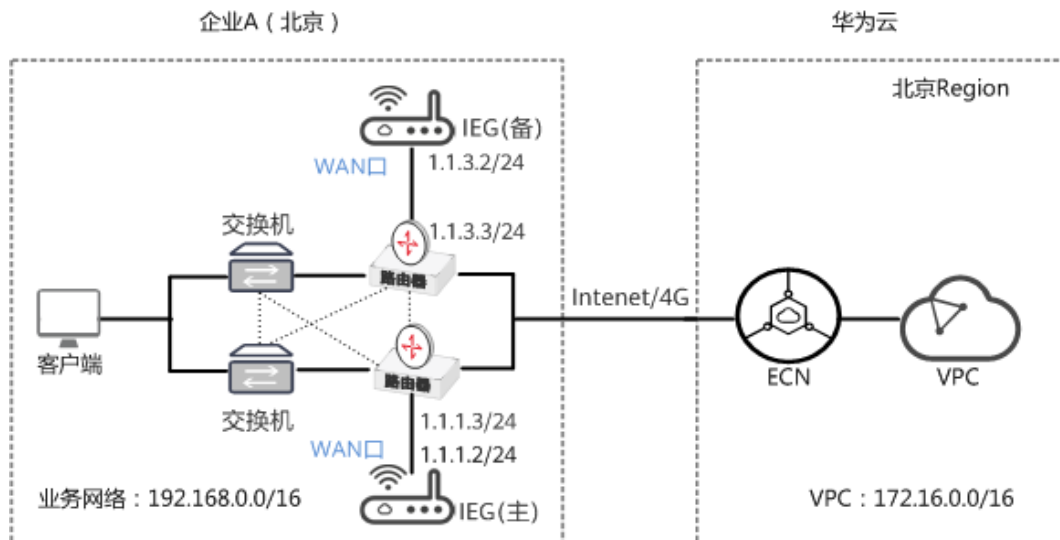 企业A（北京）
华为云
北京Region
IEG(备)
WAN口
1.1.3.2/24
交换机
1.1.3.3/24
路由器
Intenet/4G
客户端
路由器
ECN
VPC
交换机
1.1.1.3/24
WAN口
1.1.1.2/24
业务网络：192.168.0.0/16
IEG(主)
VPC：172.16.0.0/16